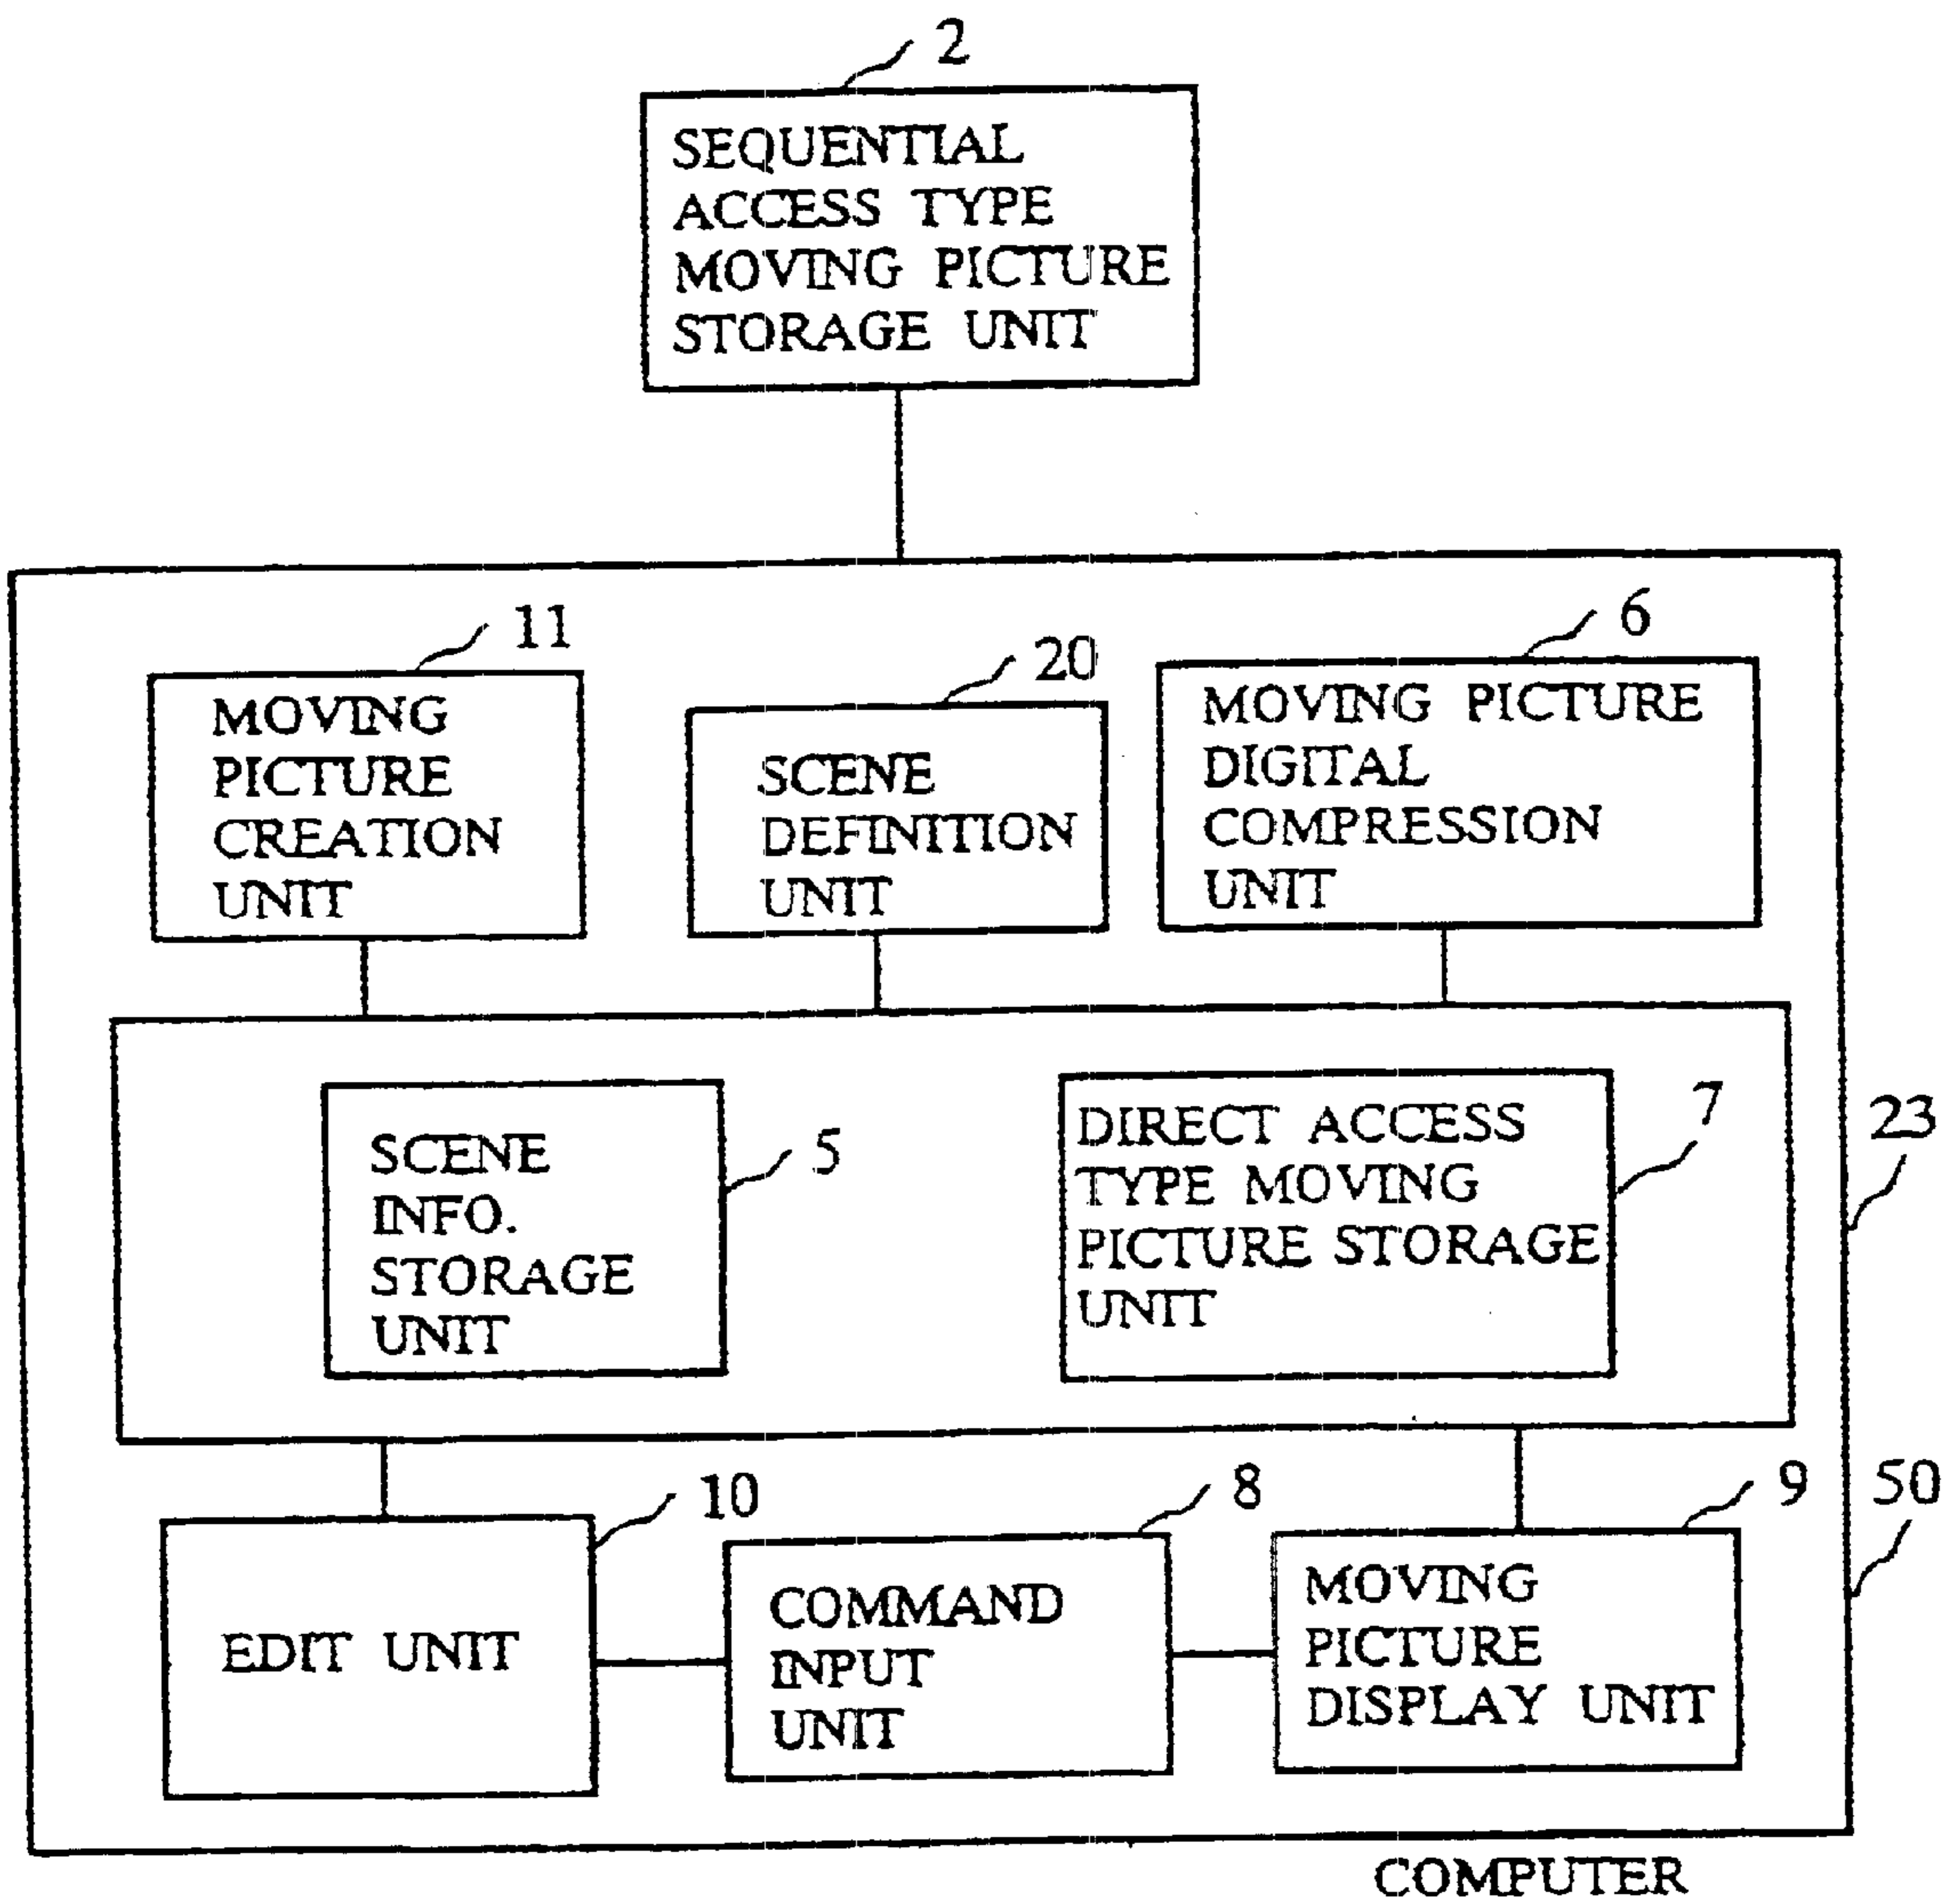 2
SEQUENTIAL
ACCESS TYPE
MOVING PICTURE
STORAGE UNIT
11
MOVING
PICTURE
CREATION
UNIT
20
SCENE
DEFINITION
UNIT
6
MOVING PICTURE
DIGITAL
COMPRESSION
UNIT
SCENE
INFO.
STORAGE
UNIT
5
DIRECT ACCESS
TYPE MOVING
PICTURE STORAGE
UNIT
7
23
10
EDIT UNIT
8
COMMAND
INPUT
UNIT
9
MOVING
PICTURE
DISPLAY UNIT
50
COMPUTER